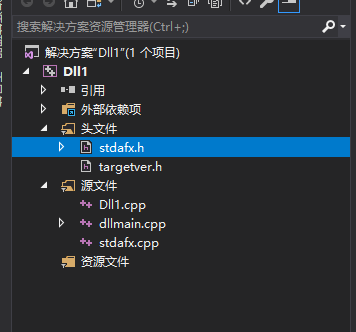 搜索解决方案资源管理器(Ctrl+;)
解决方案"Dll1"(1 个项目)
Dll1
引用
外部依赖项
头文件
stdafx.h
targetver.h
源文件
Dll1.cpp
dllmain.cpp
stdafx.cpp
资源文件